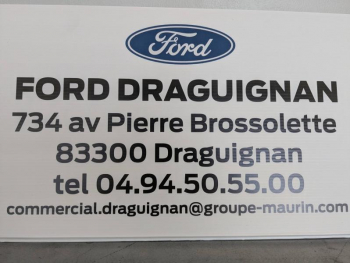 Ford
FORD DRAGUIGNAN
734 av Pierre Brossolette
83300 Draguignan
tel 04.94.50.55.00
commercial.draguignan@groupe-maurin.com